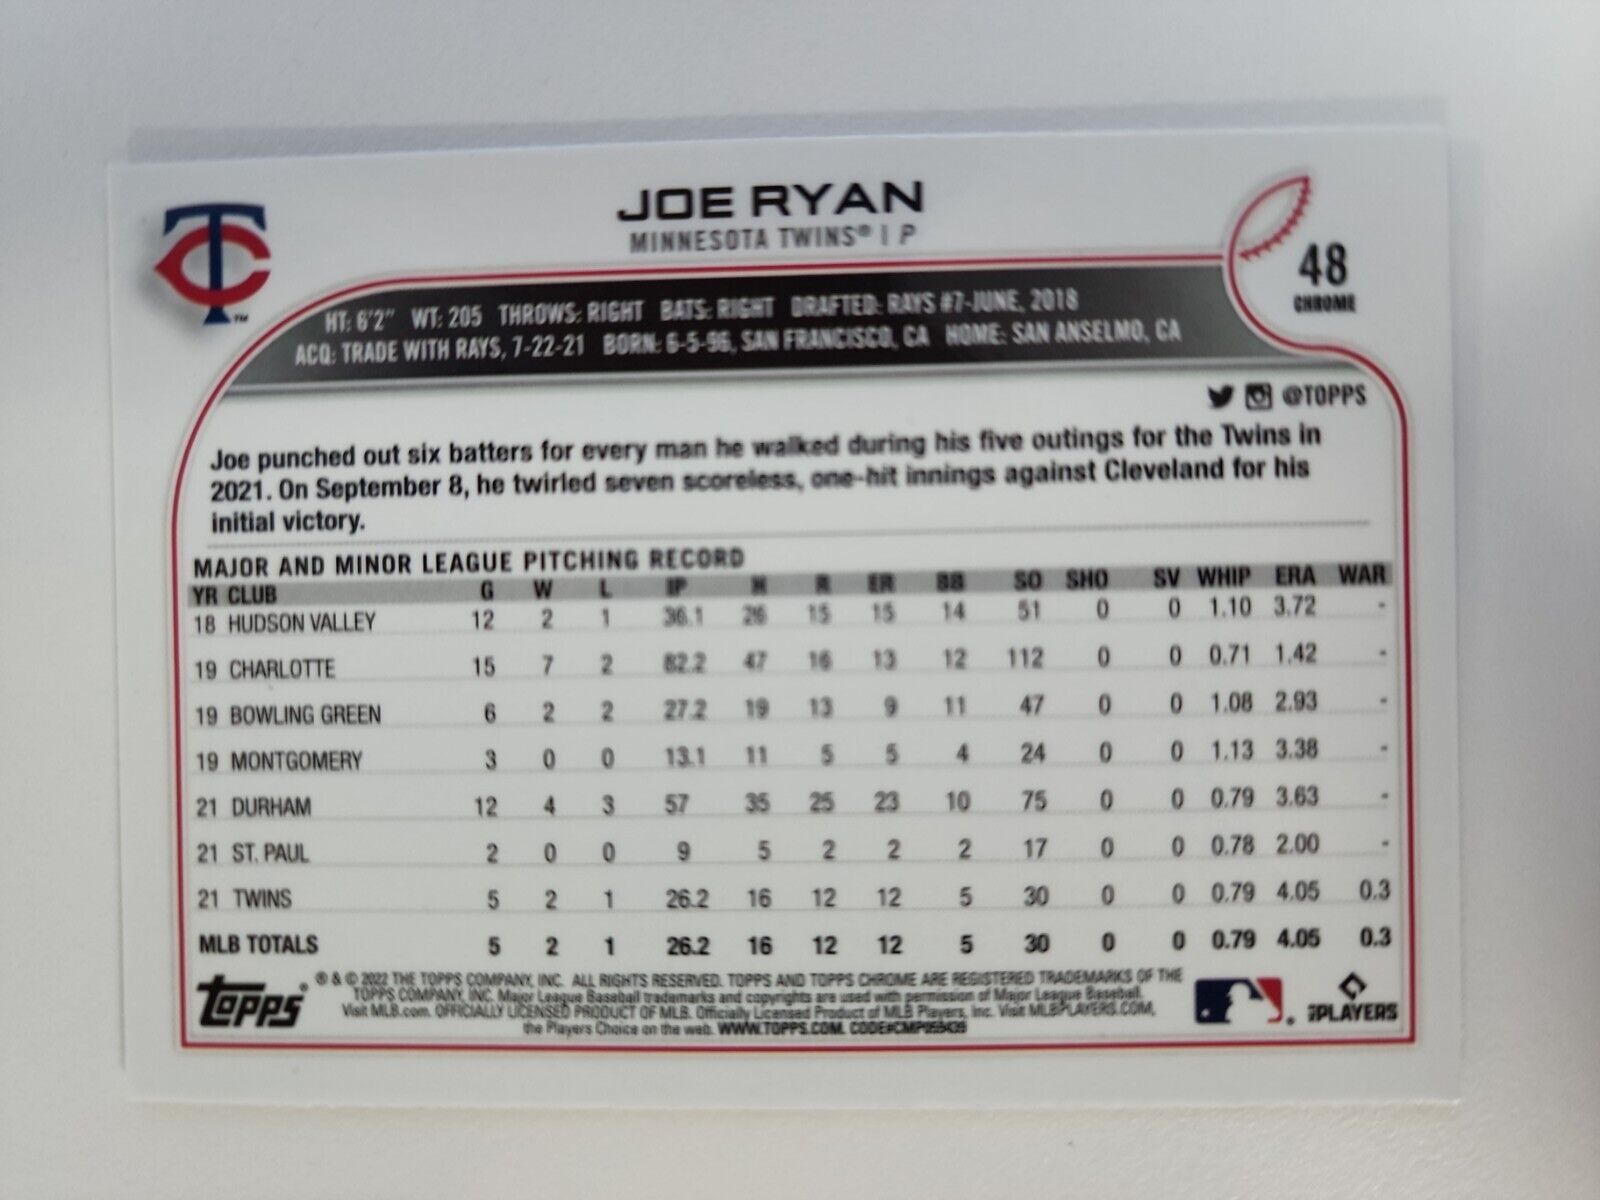 JOE RYAN
MINNESOTA TWINS® | P
48
CHROME
TC™
HT: 6'2" WT: 205 THROWS: RIGHT BATS: RIGHT DRAFTED: RAYS #7-JUNE, 2018
ACQ: TRADE WITH RAYS, 7-22-21 BORN: 6-5-96, SAN FRANCISCO, CA HOME: SAN ANSELMO, CA
@TOPPS
Joe punched out six batters for every man he walked during his five outings for the Twins in
2021. On September 8, he twirled seven scoreless, one-hit innings against Cleveland for his
initial victory.
MAJOR AND MINOR LEAGUE PITCHING RECORD
YR CLUB G W L IP H R ER BB SO SHO SV WHIP ERA WAR
18 HUDSON VALLEY 12 2 1 36.1 26 15 15 14 51 0 0 1.10 3.72 -
19 CHARLOTTE 15 7 2 82.2 47 16 13 12 112 0 0 0.71 1.42 -
19 BOWLING GREEN 6 2 2 27.2 19 13 9 11 47 0 0 1.08 2.93 -
19 MONTGOMERY 3 0 0 13.1 11 5 5 4 24 0 0 1.13 3.38 -
21 DURHAM 12 4 3 57 35 25 23 10 75 0 0 0.79 3.63 -
21 ST. PAUL 2 0 0 9 5 2 2 2 17 0 0 0.78 2.00 -
21 TWINS 5 2 1 26.2 16 12 12 5 30 0 0 0.79 4.05 0.3
MLB TOTALS 5 2 1 26.2 16 12 12 5 30 0 0 0.79 4.05 0.3
topps®
® & © 2022 THE TOPPS COMPANY, INC. ALL RIGHTS RESERVED. TOPPS AND TOPPS CHROME ARE REGISTERED TRADEMARKS OF THE
TOPPS COMPANY, INC. Major League Baseball trademarks and copyrights are used with permission of Major League Baseball.
Visit MLB.com. OFFICIALLY LICENSED PRODUCT OF MLB. Officially Licensed Product of MLB Players, Inc. Visit MLBPLAYERS.COM,
the Players Choice on the web. WWW.TOPPS.COM.
PLAYERS